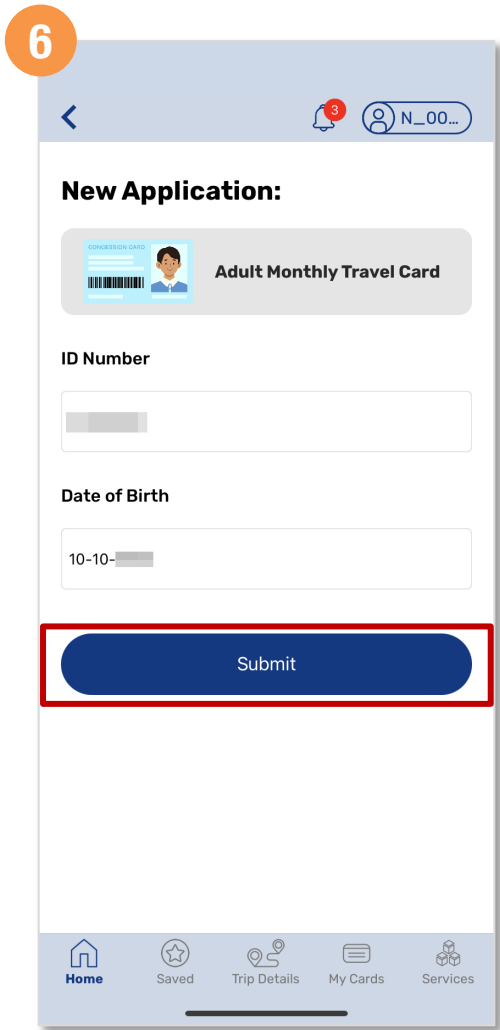 6
3
N_00...
New Application:
CONCESSION CARD
Adult Monthly Travel Card
ID Number
Date of Birth
10-10-
Submit
Home
Saved
Trip Details
My Cards
Services